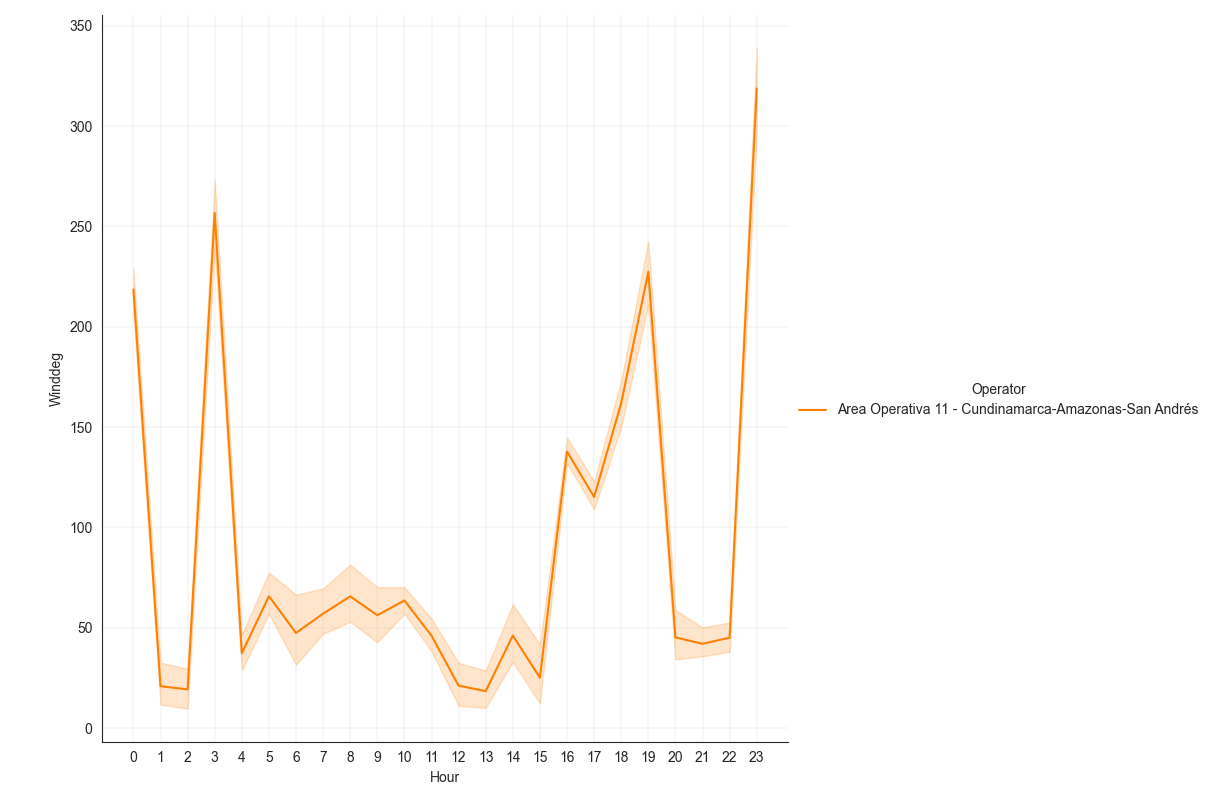 350
300
250
200
150
100
50
0
Winddeg
0 1 2 3 4 5 6 7 8 9 10 11 12 13 14 15 16 17 18 19 20 21 22 23
Hour
Operator
Area Operativa 11 - Cundinamarca-Amazonas-San Andrés